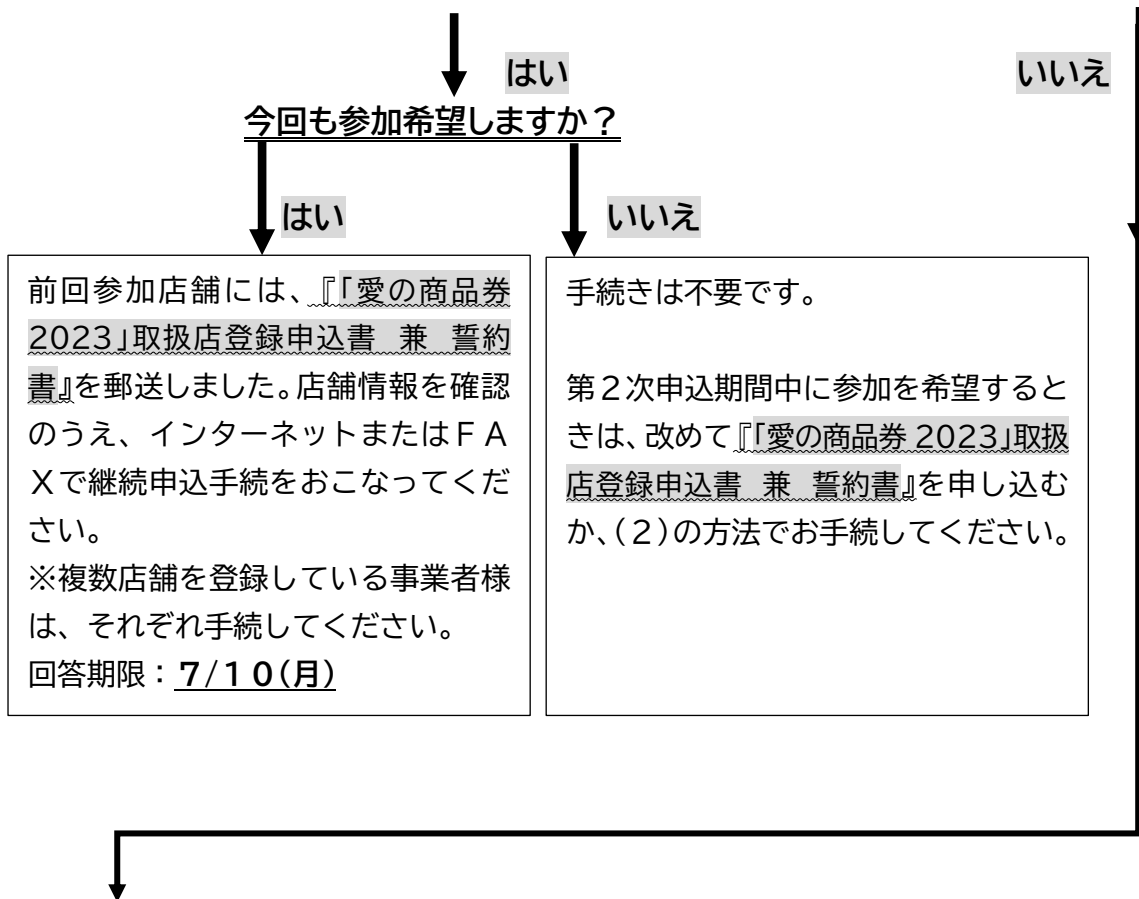 はい
いいえ
今回も参加希望しますか？
はい
いいえ
前回参加店舗には、『「愛の商品券
2023」取扱店登録申込書　兼　誓約
書』を郵送しました。店舗情報を確認
のうえ、インターネットまたはＦＡ
Ｘで継続申込手続をおこなってくだ
さい。
※複数店舗を登録している事業者様
は、それぞれ手続してください。
回答期限：７/１０(月)
手続きは不要です。
第２次申込期間中に参加を希望すると
きは、改めて『「愛の商品券 2023」取扱
店登録申込書　兼　誓約書』を申し込む
か、(２)の方法でお手続してください。